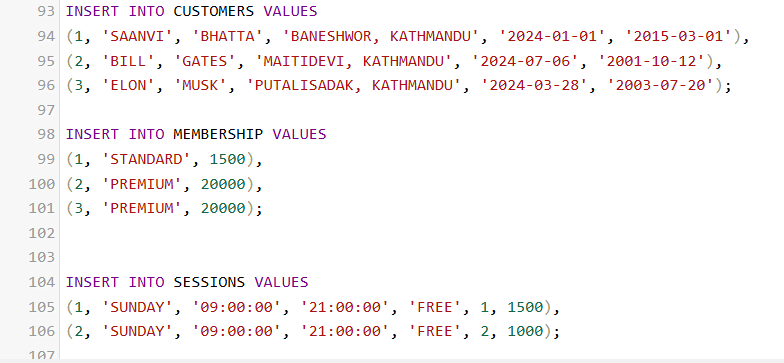 93 INSERT INTO CUSTOMERS VALUES
94 (1, 'SAANVI', 'BHATTA', 'BANESHWOR, KATHMANDU', '2024-01-01', '2015-03-01'),
95 (2, 'BILL', 'GATES', 'MAITIDEVI, KATHMANDU', '2024-07-06', '2001-10-12'),
96 (3, 'ELON', 'MUSK', 'PUTALISADAK, KATHMANDU', '2024-03-28', '2003-07-20');
97
98 INSERT INTO MEMBERSHIP VALUES
99 (1, 'STANDARD', 1500),
100 (2, 'PREMIUM', 20000),
101 (3, 'PREMIUM', 20000);
102
103
104 INSERT INTO SESSIONS VALUES
105 (1, 'SUNDAY', '09:00:00', '21:00:00', 'FREE', 1, 1500),
106 (2, 'SUNDAY', '09:00:00', '21:00:00', 'FREE', 2, 1000);
107